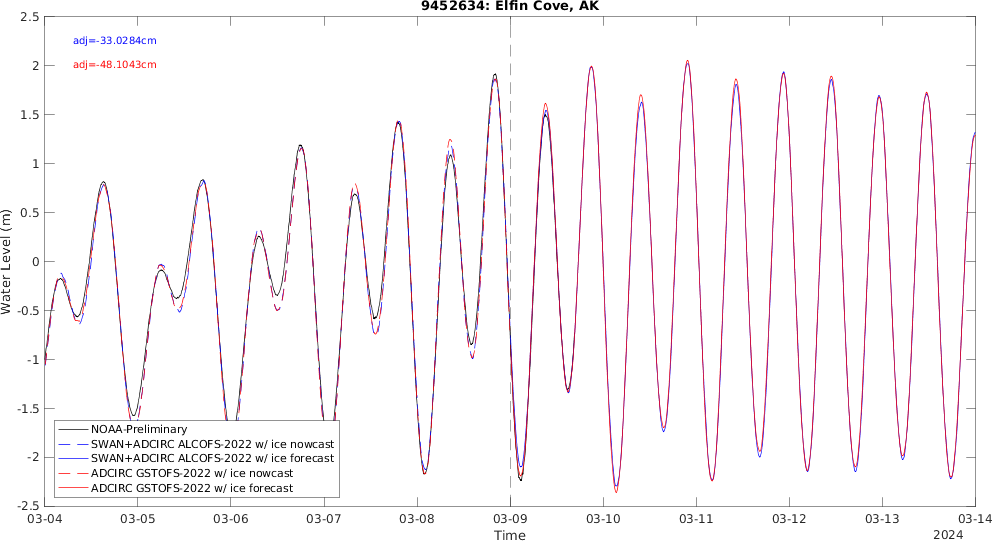 9452634: Elfin Cove, AK
adj=-33.0284cm
adj=-48.1043cm
Water Level (m)
2.5
2
1.5
1
0.5
0
-0.5
-1
-1.5
-2
-2.5
NOAA-Preliminary
SWAN+ADCIRC ALCOFS-2022 w/ ice nowcast
SWAN+ADCIRC ALCOFS-2022 w/ ice forecast
ADCIRC GSTOFS-2022 w/ ice nowcast
ADCIRC GSTOFS-2022 w/ ice forecast
03-04 03-05 03-06 03-07 03-08 03-09 03-10 03-11 03-12 03-13 03-14
Time
2024